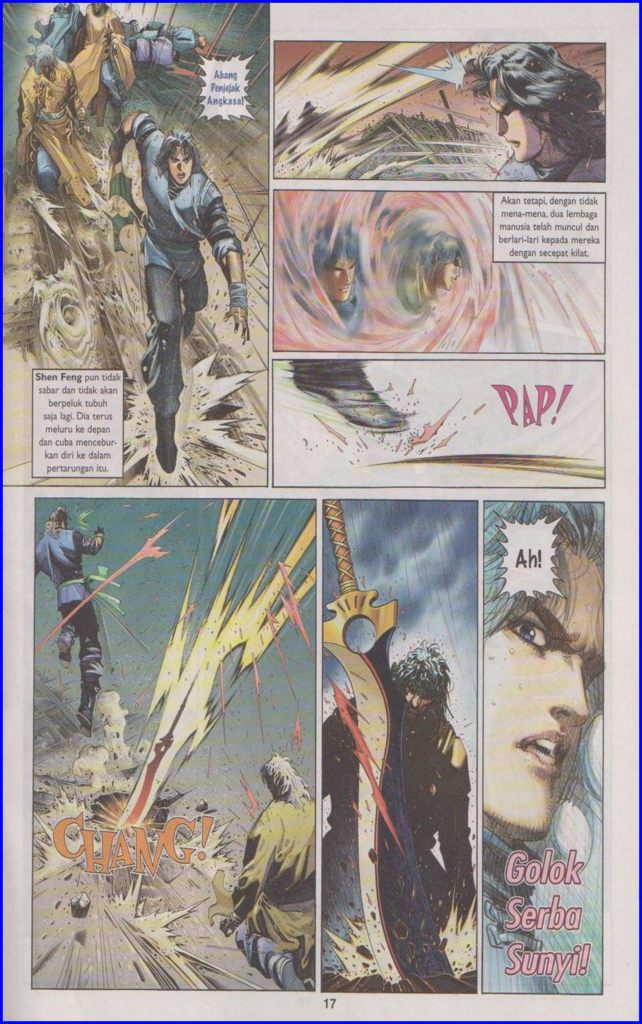 Abang
Penjejak
Angkasa!
Shen Feng pun tidak
sabar dan tidak akan
berpeluk tubuh
saja lagi. Dia terus
meluru ke depan
dan cuba mencebur-
kan diri ke dalam
pertarungan itu.
Akan tetapi, dengan tidak
mena-mena, dua lembaga
manusia telah muncul dan
berlari-lari kepada mereka
dengan secepat kilat.
PAP!
CHANG!
Ah!
Golok
Serba
Sunyi!
17